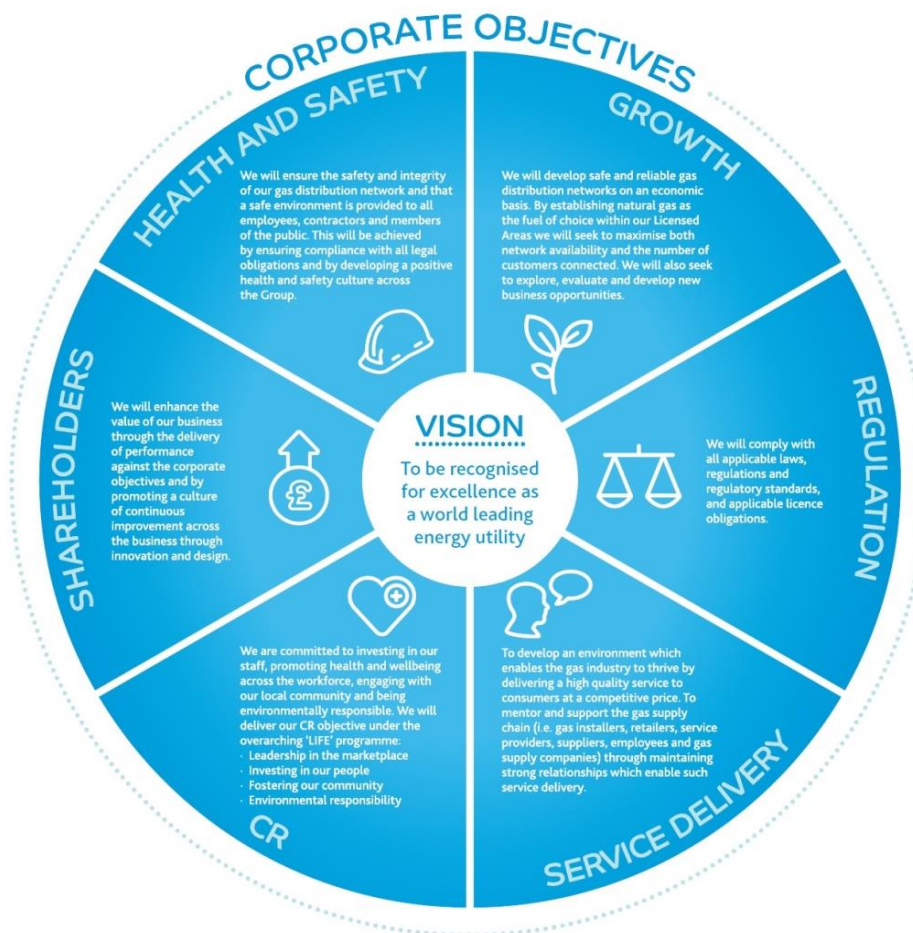 CORPORATE OBJECTIVES
HEALTH AND SAFETY
We will ensure the safety and integrity
of our gas distribution network and that
a safe environment is provided to all
employees, contractors and members
of the public. This will be achieved
by ensuring compliance with all legal
obligations and by developing a positive
health and safety culture across
the Group.
GROWTH
We will develop safe and reliable gas
distribution networks on an economic
basis. By establishing natural gas as
the fuel of choice within our Licensed
Areas we will seek to maximise both
network availability and the number of
customers connected. We will also seek
to explore, evaluate and develop new
business opportunities.
SHAREHOLDERS
We will enhance the
value of our business
through the delivery
of performance
against the corporate
objectives and by
promoting a culture
of continuous
improvement across
the business through
innovation and design.
£
VISION
To be recognised
for excellence as
a world leading
energy utility
REGULATION
We will comply with
all applicable laws,
regulations and
regulatory standards,
and applicable licence
obligations.
CR
We are committed to investing in our
staff, promoting health and wellbeing
across the workforce, engaging with
our local community and being
environmentally responsible. We will
deliver our CR objective under the
overarching 'LIFE' programme:
· Leadership in the marketplace
· Investing in our people
· Fostering our community
· Environmental responsibility
SERVICE DELIVERY
To develop an environment which
enables the gas industry to thrive by
delivering a high quality service to
consumers at a competitive price. To
mentor and support the gas supply
chain (i.e. gas installers, retailers, service
providers, suppliers, employees and gas
supply companies) through maintaining
strong relationships which enable such
service delivery.